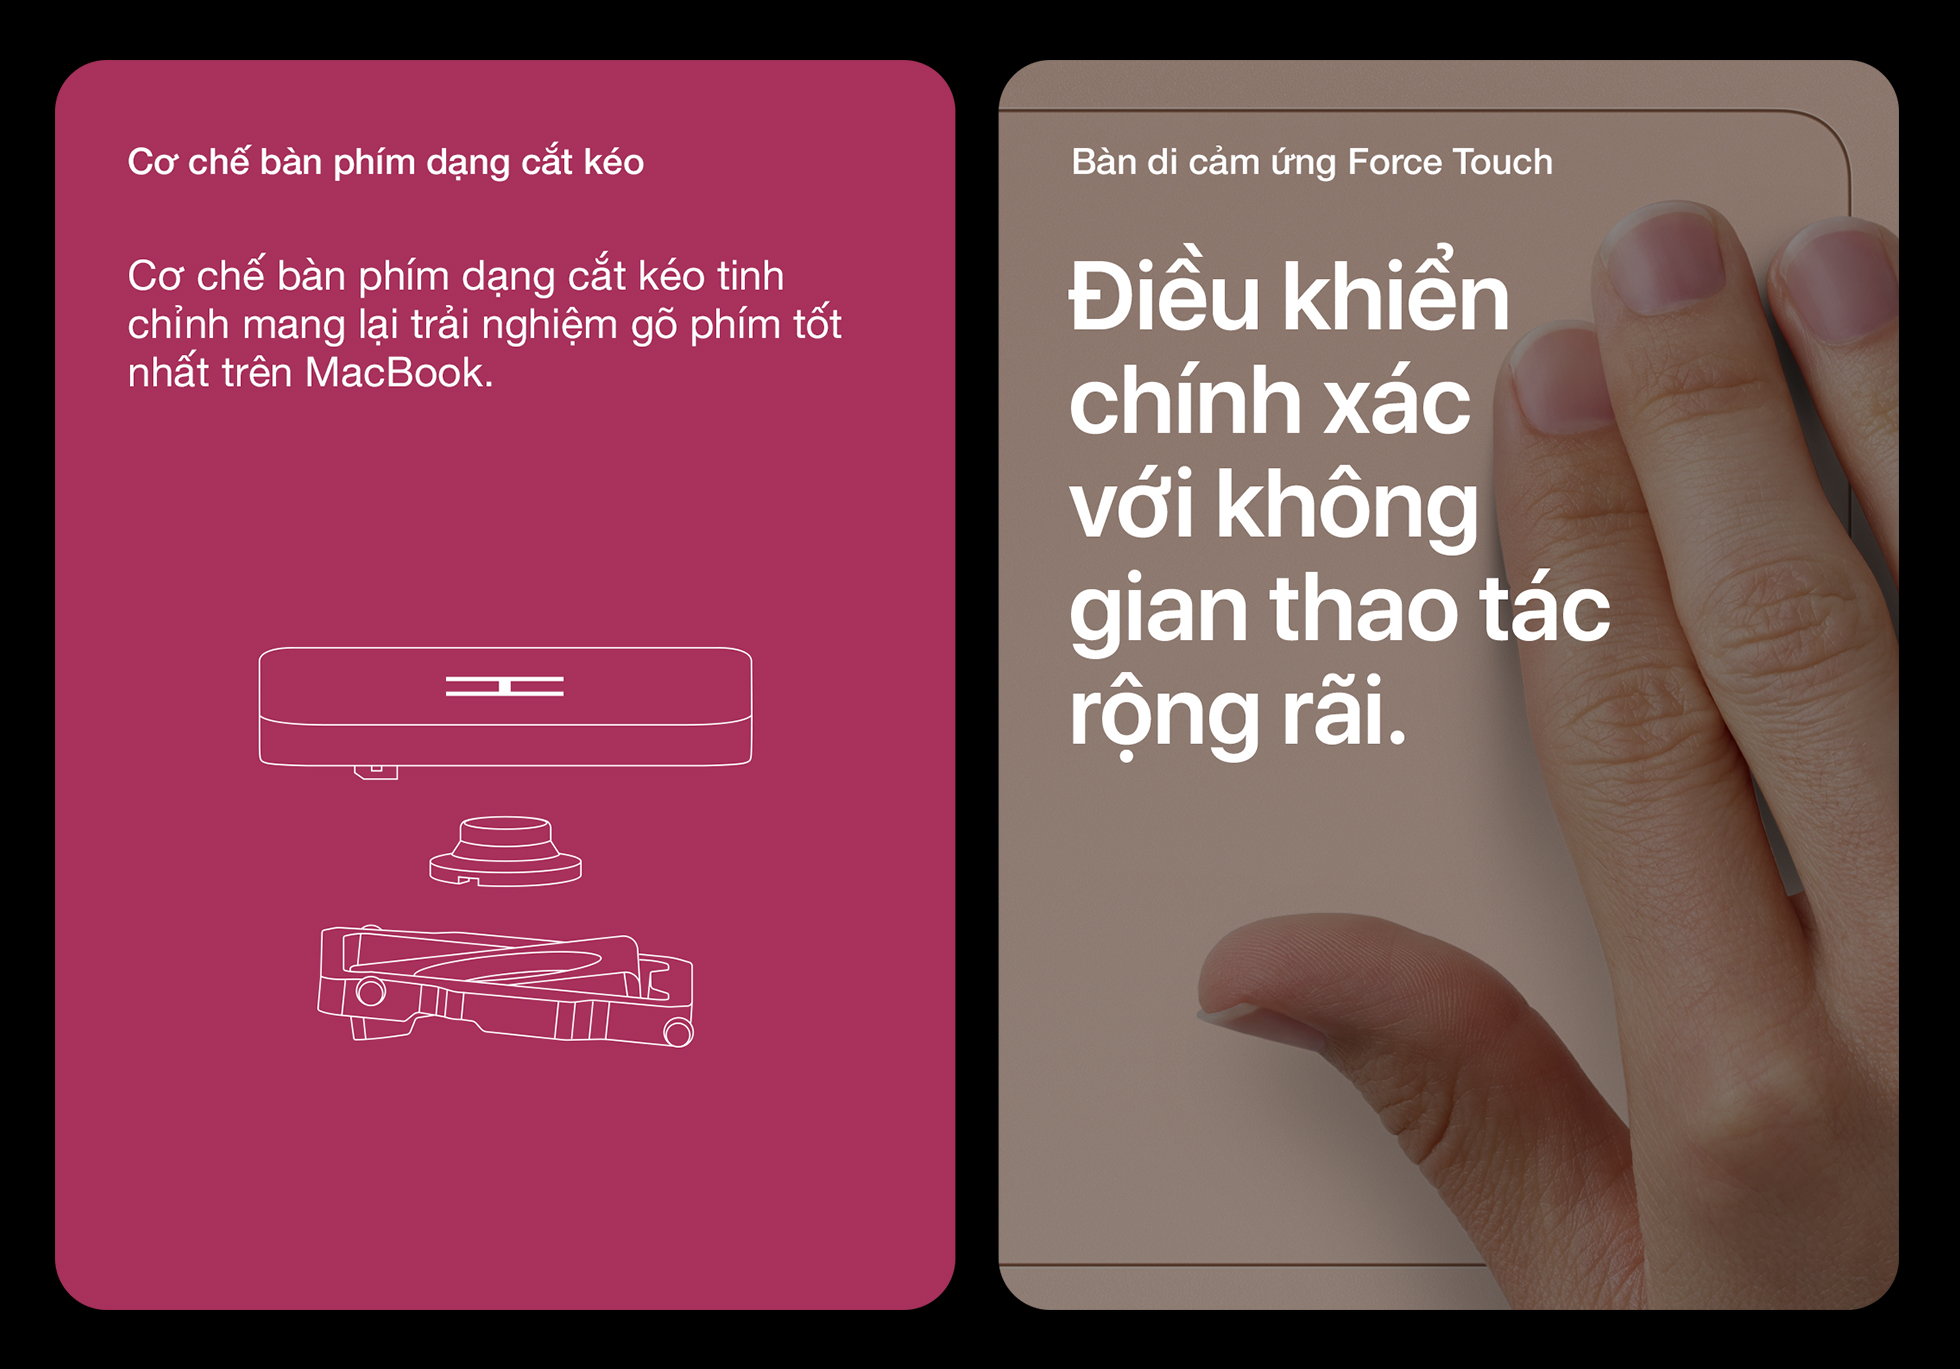 Cơ chế bàn phím dạng cắt kéo
Cơ chế bàn phím dạng cắt kéo tinh
chỉnh mang lại trải nghiệm gõ phím tốt
nhất trên MacBook.
Bàn di cảm ứng Force Touch
Điều khiển
chính xác
với không
gian thao tác
rộng rãi.